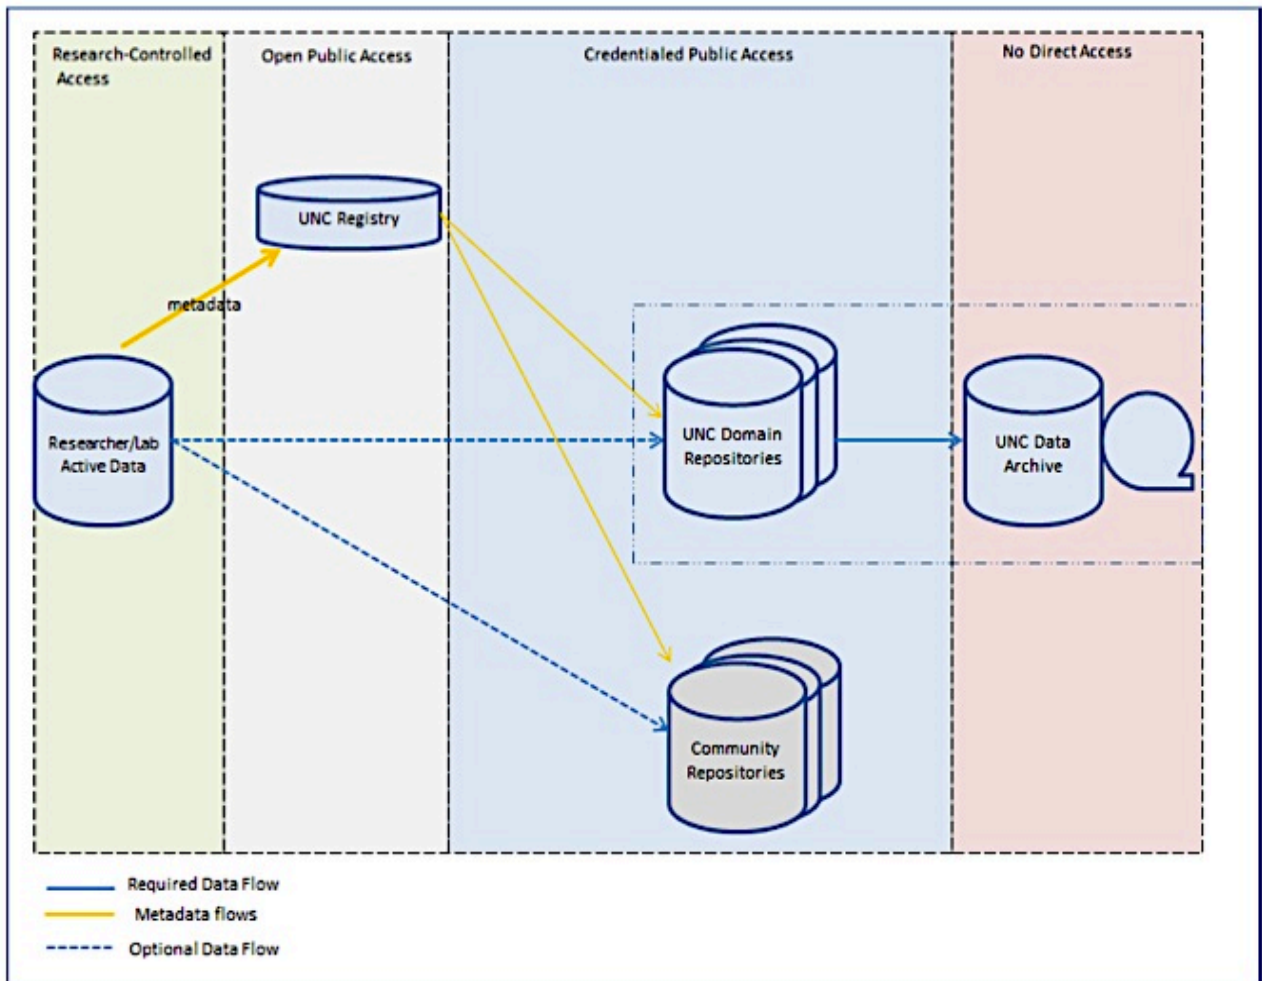 Research-Controlled
Access
Open Public Access
Credentialed Public Access
No Direct Access
UNC Registry
metadata
Researcher/Lab
Active Data
UNC Domain
Repositories
UNC Data
Archive
Community
Repositories
Required Data Flow
Metadata flows
Optional Data Flow